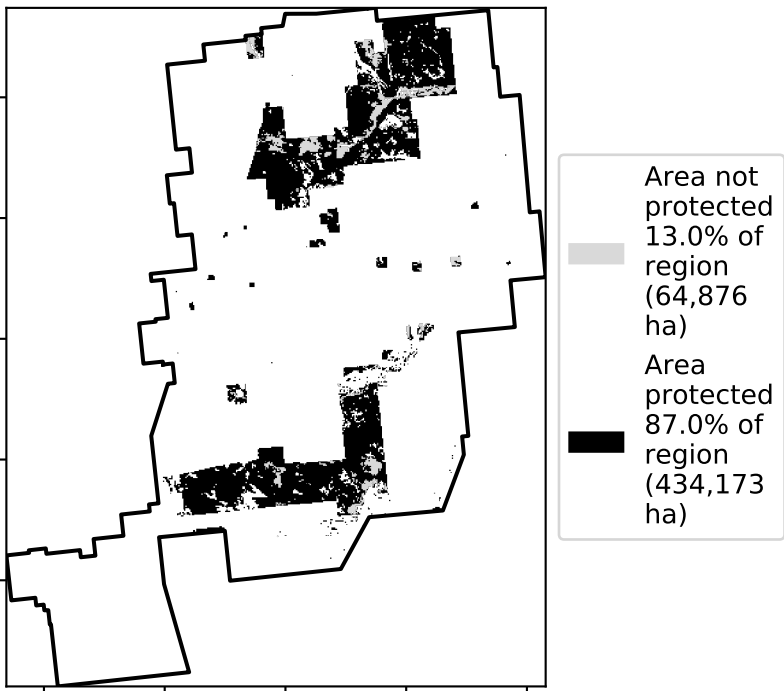 Area not
protected
13.0% of
region
(64,876
ha)
Area
protected
87.0% of
region
(434,173
ha)